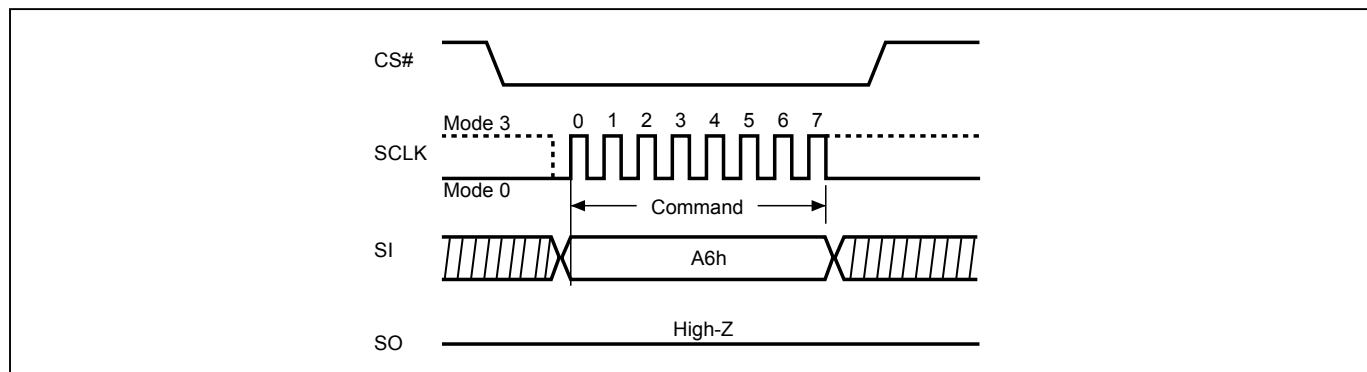 CS#
Mode 3
0 1 2 3 4 5 6 7
SCLK
Mode 0
Command
SI
A6h
High-Z
SO